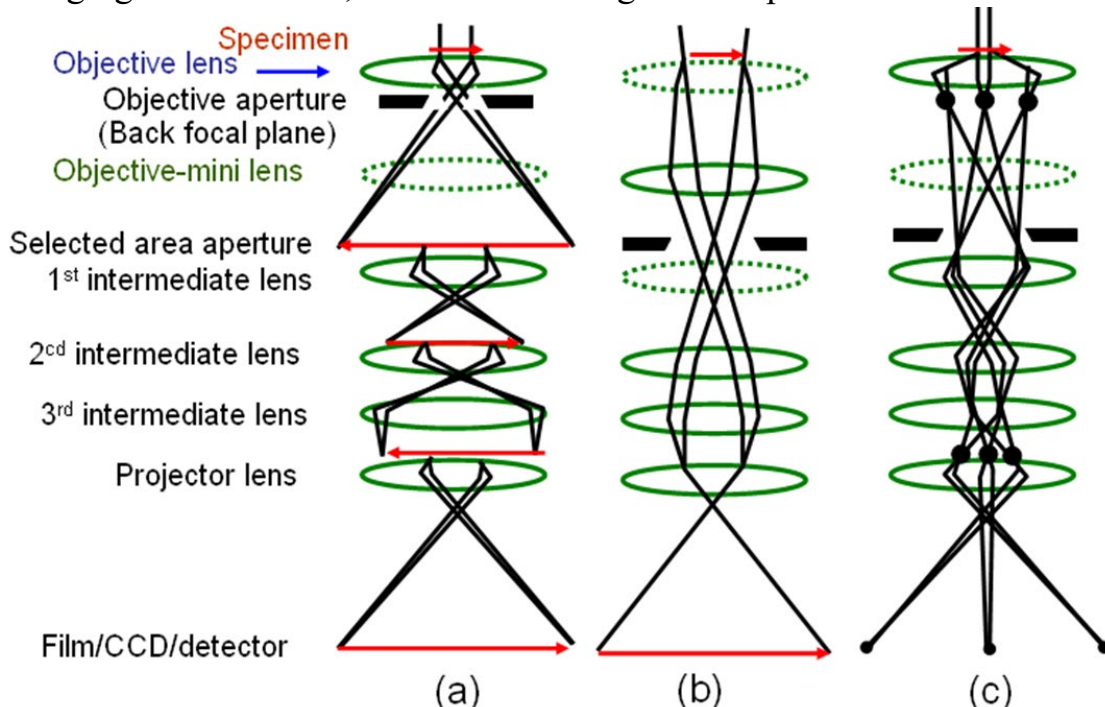 Specimen
Objective lens
Objective aperture
(Back focal plane)
Objective-mini lens
Selected area aperture
1st intermediate lens
2cd intermediate lens
3rd intermediate lens
Projector lens
Film/CCD/detector
(a) (b) (c)